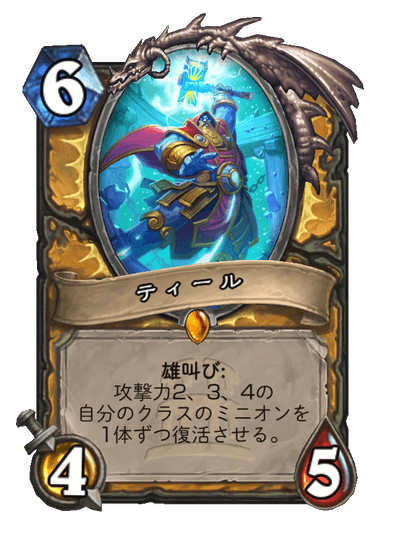 6
ティール
雄叫び:
攻撃力2、3、4の
自分のクラスのミニオンを
1体ずつ復活させる。
4
5